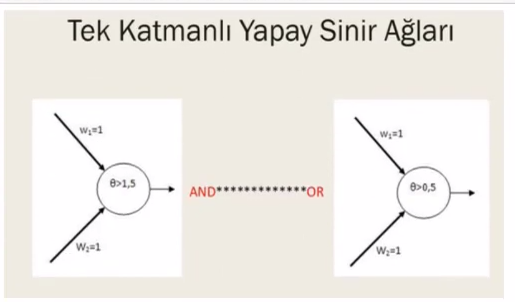 Tek Katmanlı Yapay Sinir Ağları
w₁=1
θ>1,5
W₂=1
AND*************OR
w₁=1
θ>0,5
W₂=1